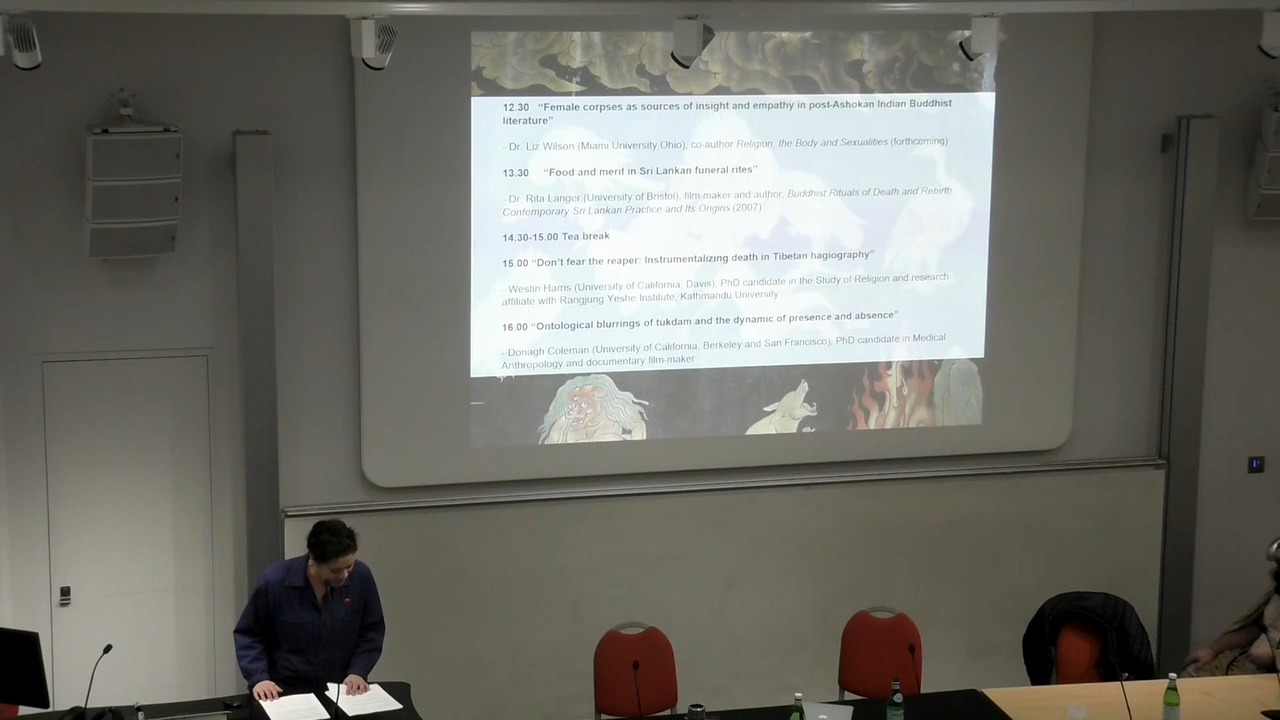 12.30 “Female corpses as sources of insight and empathy in post-Ashokan Indian Buddhist
literature”
- Dr. Liz Wilson (Miami University Ohio), co-author Religion, the Body and Sexualities (forthcoming)
13.30 “Food and merit in Sri Lankan funeral rites”
- Dr Rita Langer (University of Bristol), film-maker and author, Buddhist Rituals of Death and Rebirth
Contemporary Sri Lankan Practice and Its Origins (2007)
14.30-15.00 Tea break
15.00 “Don’t fear the reaper: Instrumentalizing death in Tibetan hagiography”
- Westin Harris (University of California, Davis), PhD candidate in the Study of Religion and research
affiliate with Rangjung Yeshe Institute, Kathmandu University
16.00 “Ontological blurrings of tukdam and the dynamic of presence and absence”
- Donagh Coleman (University of California, Berkeley and San Francisco), PhD candidate in Medical
Anthropology and documentary film-maker